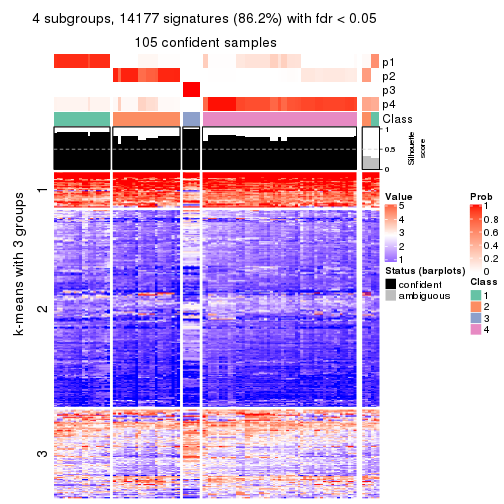 4 subgroups, 14177 signatures (86.2%) with fdr < 0.05
105 confident samples
p1
p2
p3
p4
Class
1
0.5
0
Silhouette
score
k-means with 3 groups
1
2
3
Value
5
4
3
2
1
Status (barplots)
confident
ambiguous
Prob
1
0.8
0.6
0.4
0.2
0
Class
1
2
3
4